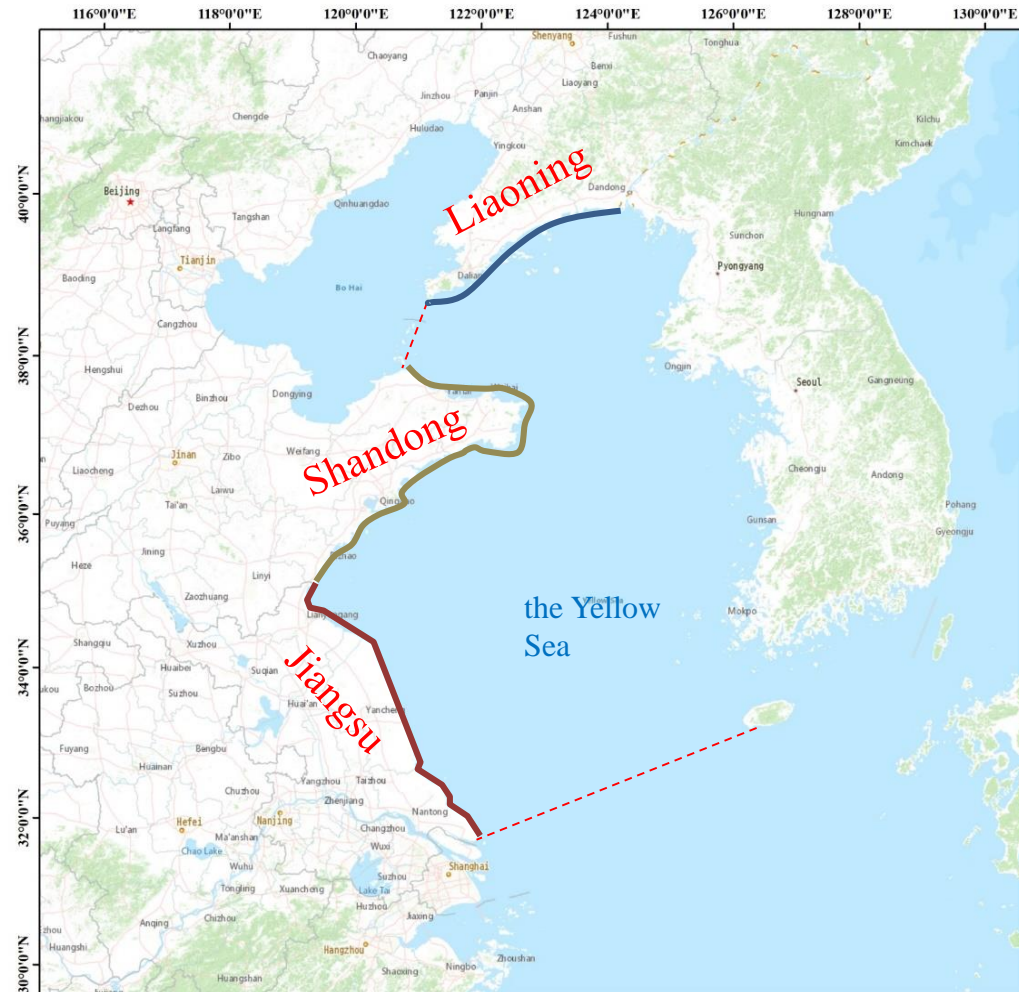 116°0'0"E 118°0'0"E 120°0'0"E 122°0'0"E 124°0'0"E 126°0'0"E 128°0'0"E 130°0'0"E
40°0'0"N
38°0'0"N
36°0'0"N
34°0'0"N
32°0'0"N
30°0'0"N
Shenyang
Fushun
Tonghua
Chaoyang
Benxi
Liaoyang
Jinzhou
Panjin
Anshan
hangjiakou
Chengde
Huludao
Yingkou
Kilchu
Kimchaek
Liaoning
Beijing
Qinhuangdao
Dandong
Tangshan
Langfang
Hungnam
Sunchon
Tianjin
Pyongyang
Baoding
Dalian
Bo Hai
Cangzhou
Hengshui
Ongjin
Seoul
Gangneung
Dezhou
Binzhou
Dongying
Weihai
Shandong
Jinan
Zibo
Weifang
Liaocheng
Cheongju
Andong
Laiwu
Tai'an
Qingdao
Puyang
Gunsan
Pohang
Gyeongju
Jining
Rizhao
Heze
Linyi
Zaozhuang
the Yellow
Sea
Mokpo
Lianyungang
Shangqiu
Xuzhou
Jiangsu
Huaibei
Suqian
Bozhou
Suzhou
Huai'an
Yancheng
Fuyang
Bengbu
Huainan
Yangzhou
Taizhou
Chuzhou
Zhenjiang
Nantong
Lu'an
Hefei
Nanjing
Ma'anshan
Changzhou
Chao Lake
Wuxi
Wuhu
Shanghai
Suzhou
Tongling
Xuancheng
Lake Tai
Huzhou
Jiaxing
Anqing
Chizhou
zhou
Huangshi
Hangzhou
Zhoushan
Huangshan
Shaoxing
Ningbo